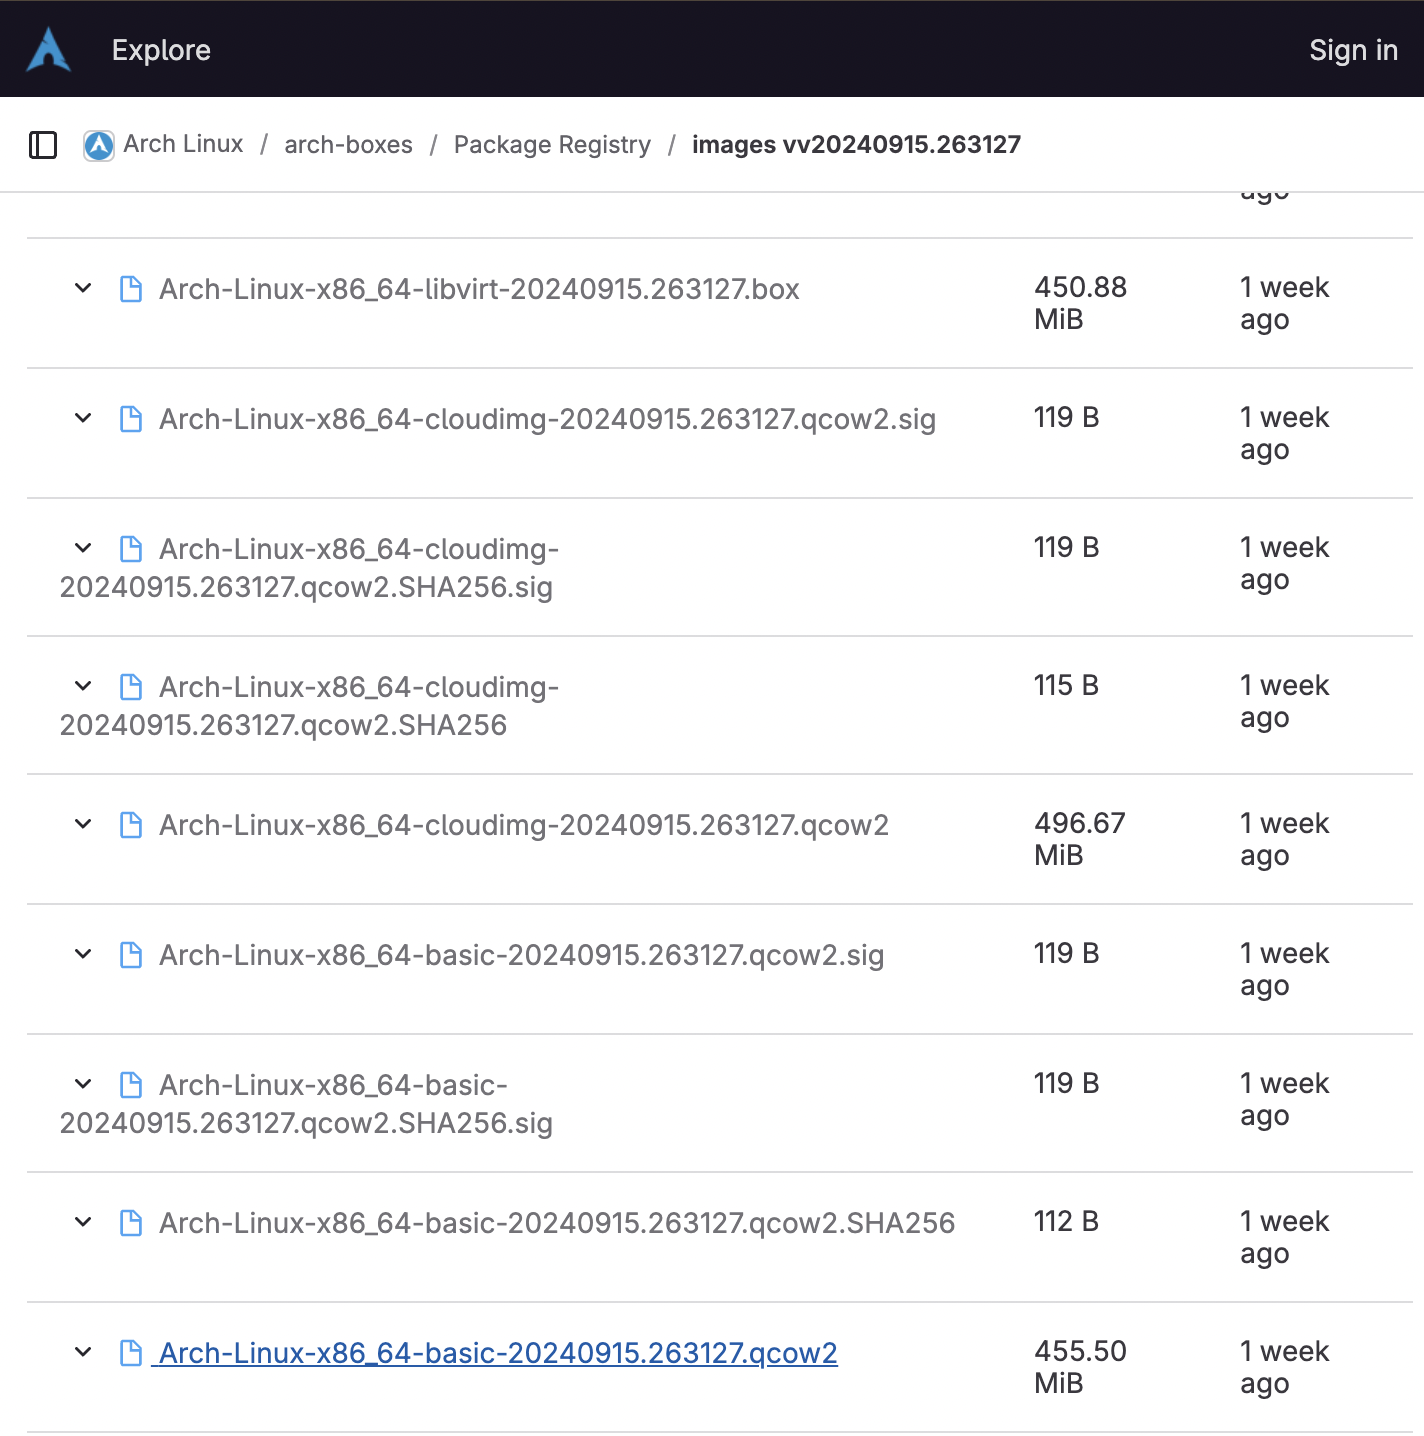 Explore
Sign in
Arch Linux / arch-boxes / Package Registry / images vv20240915.263127
ago
Arch-Linux-x86_64-libvirt-20240915.263127.box
450.88
MiB
1 week
ago
Arch-Linux-x86_64-cloudimg-20240915.263127.qcow2.sig
119 B
1 week
ago
Arch-Linux-x86_64-cloudimg-
20240915.263127.qcow2.SHA256.sig
119 B
1 week
ago
Arch-Linux-x86_64-cloudimg-
20240915.263127.qcow2.SHA256
115 B
1 week
ago
Arch-Linux-x86_64-cloudimg-20240915.263127.qcow2
496.67
MiB
1 week
ago
Arch-Linux-x86_64-basic-20240915.263127.qcow2.sig
119 B
1 week
ago
Arch-Linux-x86_64-basic-
20240915.263127.qcow2.SHA256.sig
119 B
1 week
ago
Arch-Linux-x86_64-basic-20240915.263127.qcow2.SHA256
112 B
1 week
ago
Arch-Linux-x86_64-basic-20240915.263127.qcow2
455.50
MiB
1 week
ago